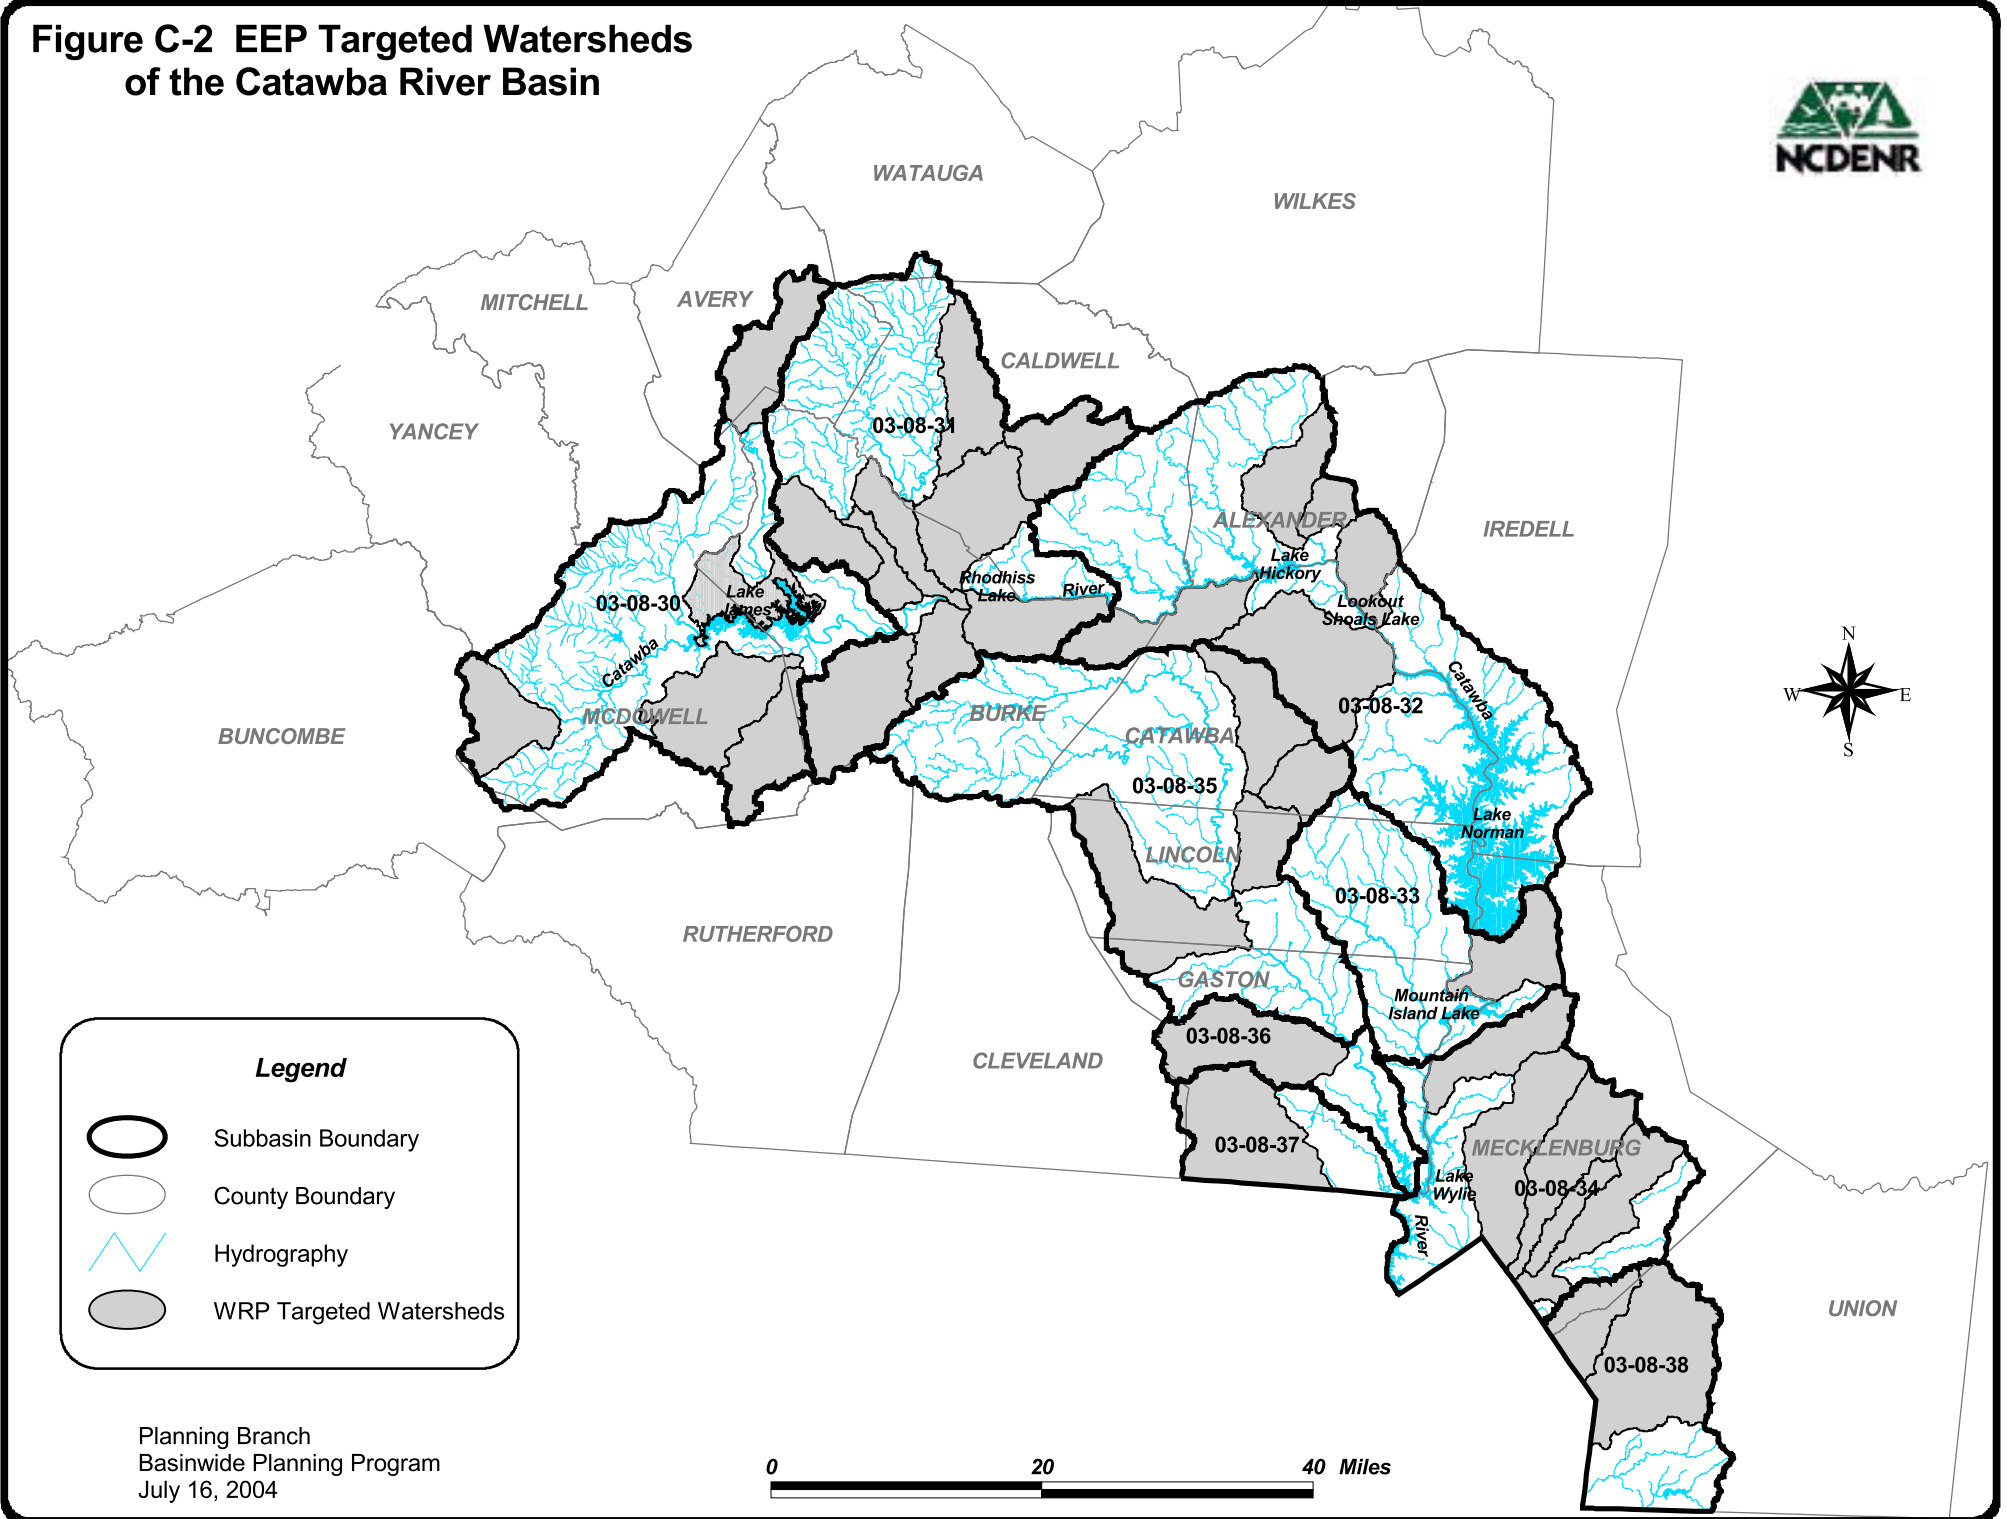 Figure C-2 EEP Targeted Watersheds
of the Catawba River Basin
NCDENR
WATAUGA
WILKES
MITCHELL
AVERY
CALDWELL
YANCEY
03-08-31
ALEXANDER
IREDELL
Lake
Hickory
Rhodhiss
Lake
River
03-08-30
Lake
James
Lookout
Shoals Lake
Catawba
Catawba
N
W
E
S
MCDOWELL
BURKE
03-08-32
BUNCOMBE
CATAWBA
03-08-35
Lake
Norman
LINCOLN
03-08-33
RUTHERFORD
GASTON
Mountain
Island Lake
03-08-36
CLEVELAND
03-08-37
MECKLENBURG
Lake
Wylie
03-08-34
River
UNION
03-08-38
Legend
Subbasin Boundary
County Boundary
Hydrography
WRP Targeted Watersheds
Planning Branch
Basinwide Planning Program
July 16, 2004
0 20 40 Miles